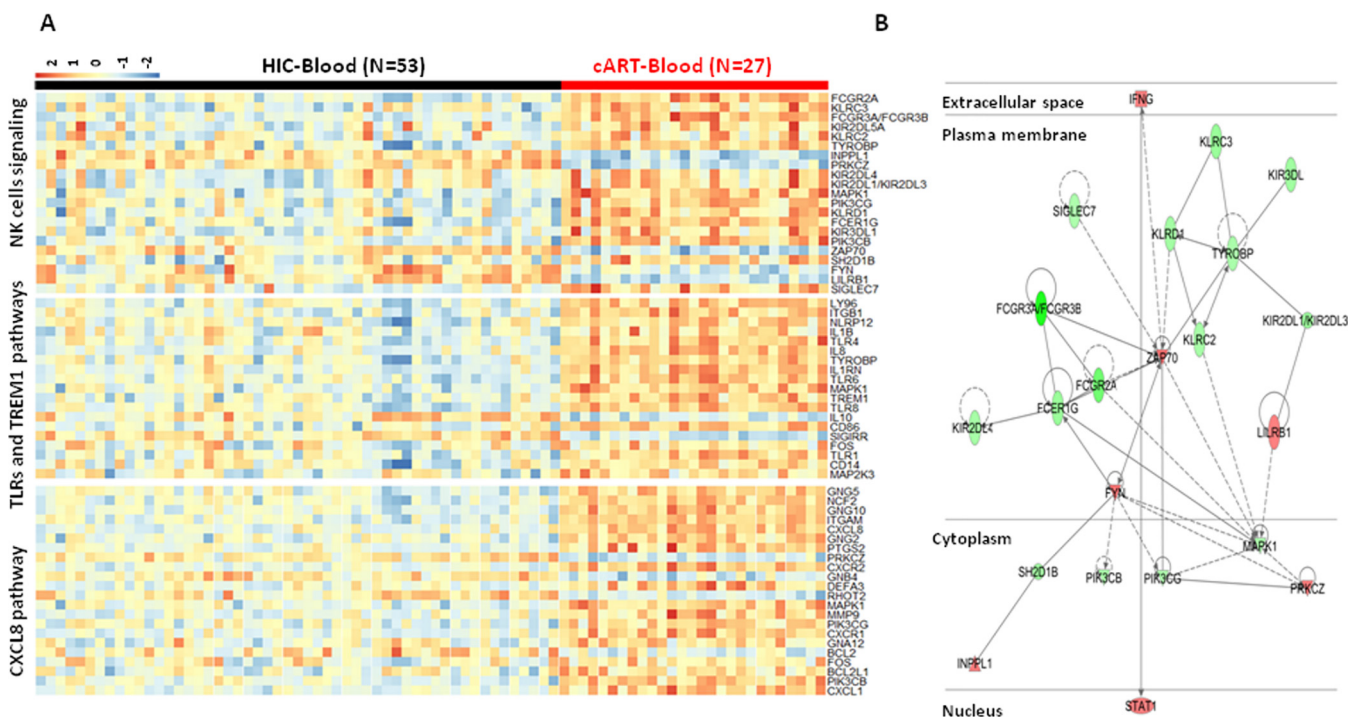 A
B
2
1
0
-1
-2
HIC-Blood (N=53)
cART-Blood (N=27)
NK cells signaling
FCGR2A
KLRC3
FCGR3A/FCGR3B
KIR2DL5A
KLRC2
TYROBP
INPPL1
PRKCZ
KIR2DL4
KIR2DL1/KIR2DL3
MAPK1
PIK3CG
KLRD1
FCER1G
KIR3DL1
PIK3CB
ZAP70
SH2D1B
FYN
LILRB1
SIGLEC7
TLRs and TREM1 pathways
LY96
ITGB1
NLRP12
IL1B
TLR4
IL8
TYROBP
IL1RN
TLR6
MAPK1
TREM1
TLR8
IL10
CD86
SIGIRR
FOS
TLR1
CD14
MAP2K3
CXCL8 pathway
GNG5
NCF2
GNG10
ITGAM
CXCL8
GNG2
PTGS2
PRKCZ
CXCR2
GNB4
DEFA3
RHOT2
MAPK1
MMP9
PIK3CG
CXCR1
GNA12
BCL2
FOS
BCL2L1
PIK3CB
CXCL1
Extracellular space
IFNG
Plasma membrane
KLRC3
KIR3DL
SIGLEC7
KLRD1
TYROBP
FCGR3A/FCGR3B
KIR2DL1/KIR2DL3
KLRC2
ZAP70
FCGR2A
FCER1G
KIR2DL4
LILRB1
FYN
Cytoplasm
MAPK1
SH2D1B
PIK3CB
PIK3CG
PRKCZ
INPPL1
Nucleus
STAT1